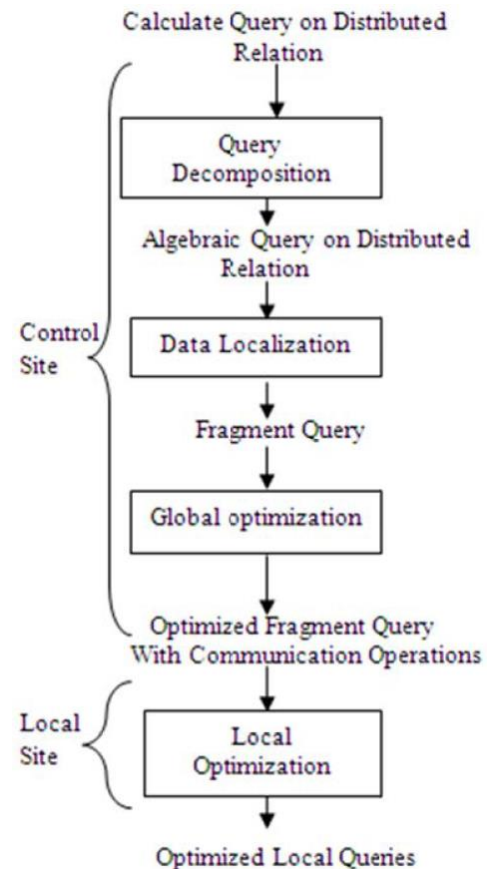 Calculate Query on Distributed
Relation
Query
Decomposition
Algebraic Query on Distributed
Relation
Control
Site
Data Localization
Fragment Query
Global optimization
Optimized Fragment Query
With Communication Operations
Local
Site
Local
Optimization
Optimized Local Queries